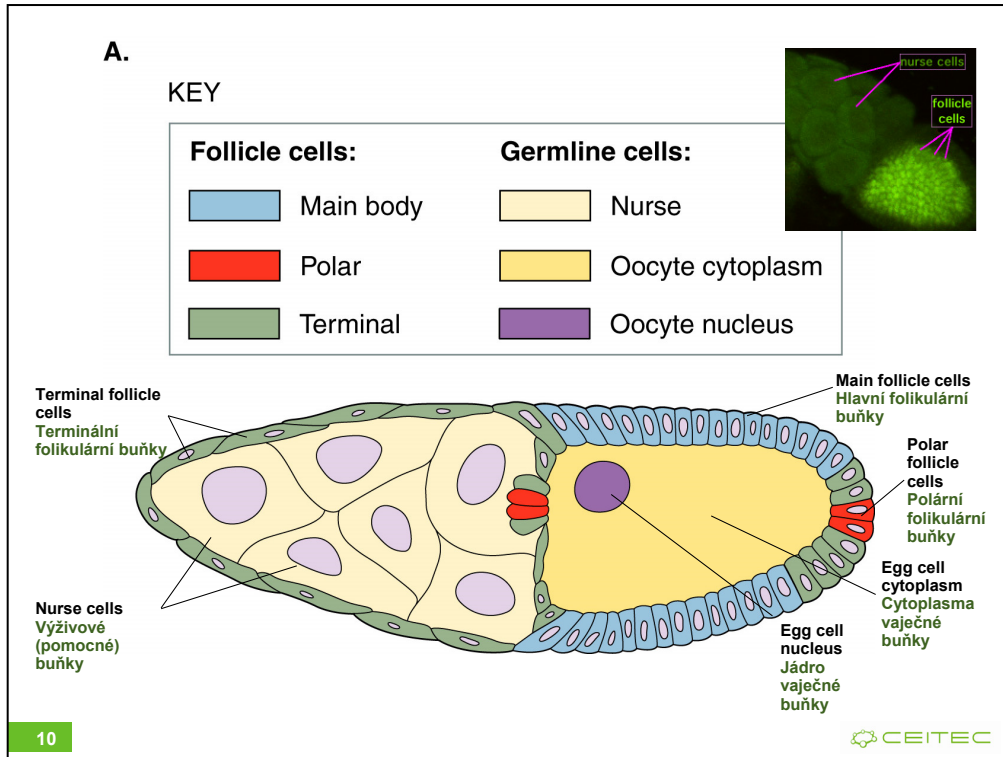 A.
KEY
Follicle cells:
Main body
Polar
Terminal
Germline cells:
Nurse
Oocyte cytoplasm
Oocyte nucleus
nurse cells
follicle
cells
Terminal follicle
cells
Terminální
folikulární buňky
Nurse cells
Výživové
(pomocné)
buňky
Main follicle cells
Hlavní folikulární
buňky
Polar
follicle
cells
Polární
folikulární
buňky
Egg cell
cytoplasm
Cytoplasma
vaječné
buňky
Egg cell
nucleus
Jádro
vaječné
buňky
10
CEITEC